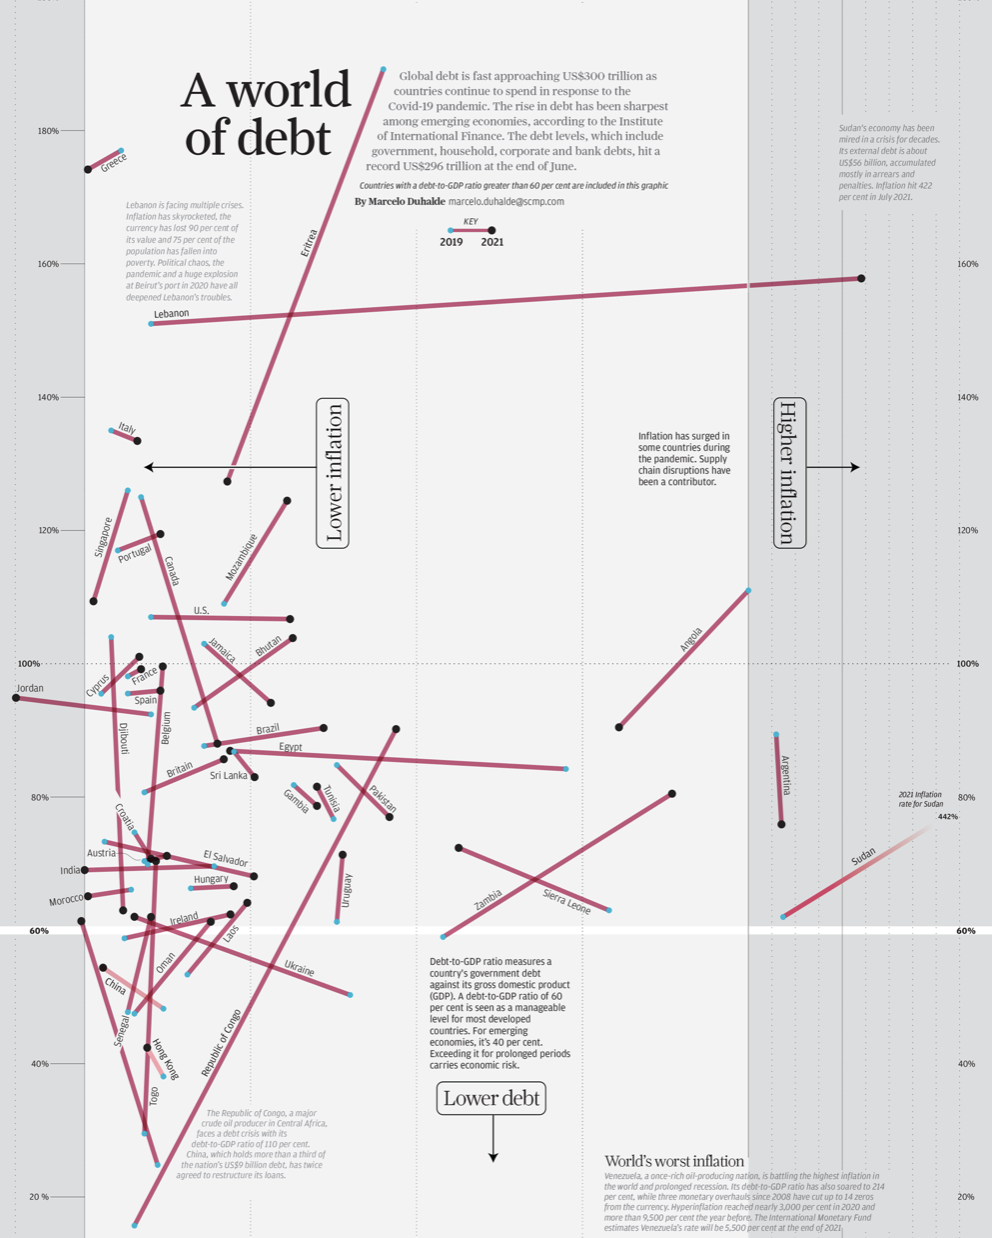 A world
of debt
Global debt is fast approaching US$300 trillion as
countries continue to spend in response to the
Covid-19 pandemic. The rise in debt has been sharpest
among emerging economies, according to the Institute
of International Finance. The debt levels, which include
government, household, corporate and bank debts, hit a
record US$296 trillion at the end of June.
Countries with a debt-to-GDP ratio greater than 60 per cent are included in this graphic
By Marcelo Duhalde marcelo.duhalde@scmp.com
KEY
2019 2021
180%
Greece
Lebanon is facing multiple crises.
Inflation has skyrocketed, the
currency has lost 90 per cent of
its value and 75 per cent of the
population has fallen into
poverty. Political chaos, the
pandemic and a huge explosion
at Beirut's port in 2020 have all
deepened Lebanon's troubles.
Sudan's economy has been
mired in a crisis for decades.
Its external debt is about
US$56 billion, accumulated
mostly in arrears and
penalties. Inflation hit 422
per cent in July 2021.
Eritrea
160%
160%
Lebanon
140%
140%
Italy
Lower inflation
Inflation has surged in
some countries during
the pandemic. Supply
chain disruptions have
been a contributor.
Higher inflation
120%
120%
Singapore
Portugal
Canada
Mozambique
U.S.
Jamaica
Bhutan
Angola
100%
100%
Jordan
Cyprus
France
Spain
Djibouti
Belgium
Brazil
Egypt
Britain
Sri Lanka
Gambia
Tunisia
Pakistan
Argentina
80%
80%
2021 Inflation
rate for Sudan
442%
Croatia
Austria
El Salvador
Sudan
India
Hungary
Morocco
Uruguay
Zambia
Sierra Leone
Ireland
Laos
60%
60%
Oman
Ukraine
China
Senegal
Hong Kong
Togo
Republic of Congo
Debt-to-GDP ratio measures a
country's government debt
against its gross domestic product
(GDP). A debt-to-GDP ratio of 60
per cent is seen as a manageable
level for most developed
countries. For emerging
economies, it's 40 per cent.
Exceeding it for prolonged periods
carries economic risk.
40%
40%
Lower debt
The Republic of Congo, a major
crude oil producer in Central Africa,
faces a debt crisis with its
debt-to-GDP ratio of 110 per cent.
China, which holds more than a third of
the nation's US$9 billion debt, has twice
agreed to restructure its loans.
World's worst inflation
Venezuela, a once-rich oil-producing nation, is battling the highest inflation in
the world and prolonged recession. Its debt-to-GDP ratio has also soared to 214
per cent, while three monetary overhauls since 2008 have cut up to 14 zeros
from the currency. Hyperinflation reached nearly 3,000 per cent in 2020 and
more than 9,500 per cent the year before. The International Monetary Fund
estimates Venezuela's rate will be 5,500 per cent at the end of 2021.
20 %
20%